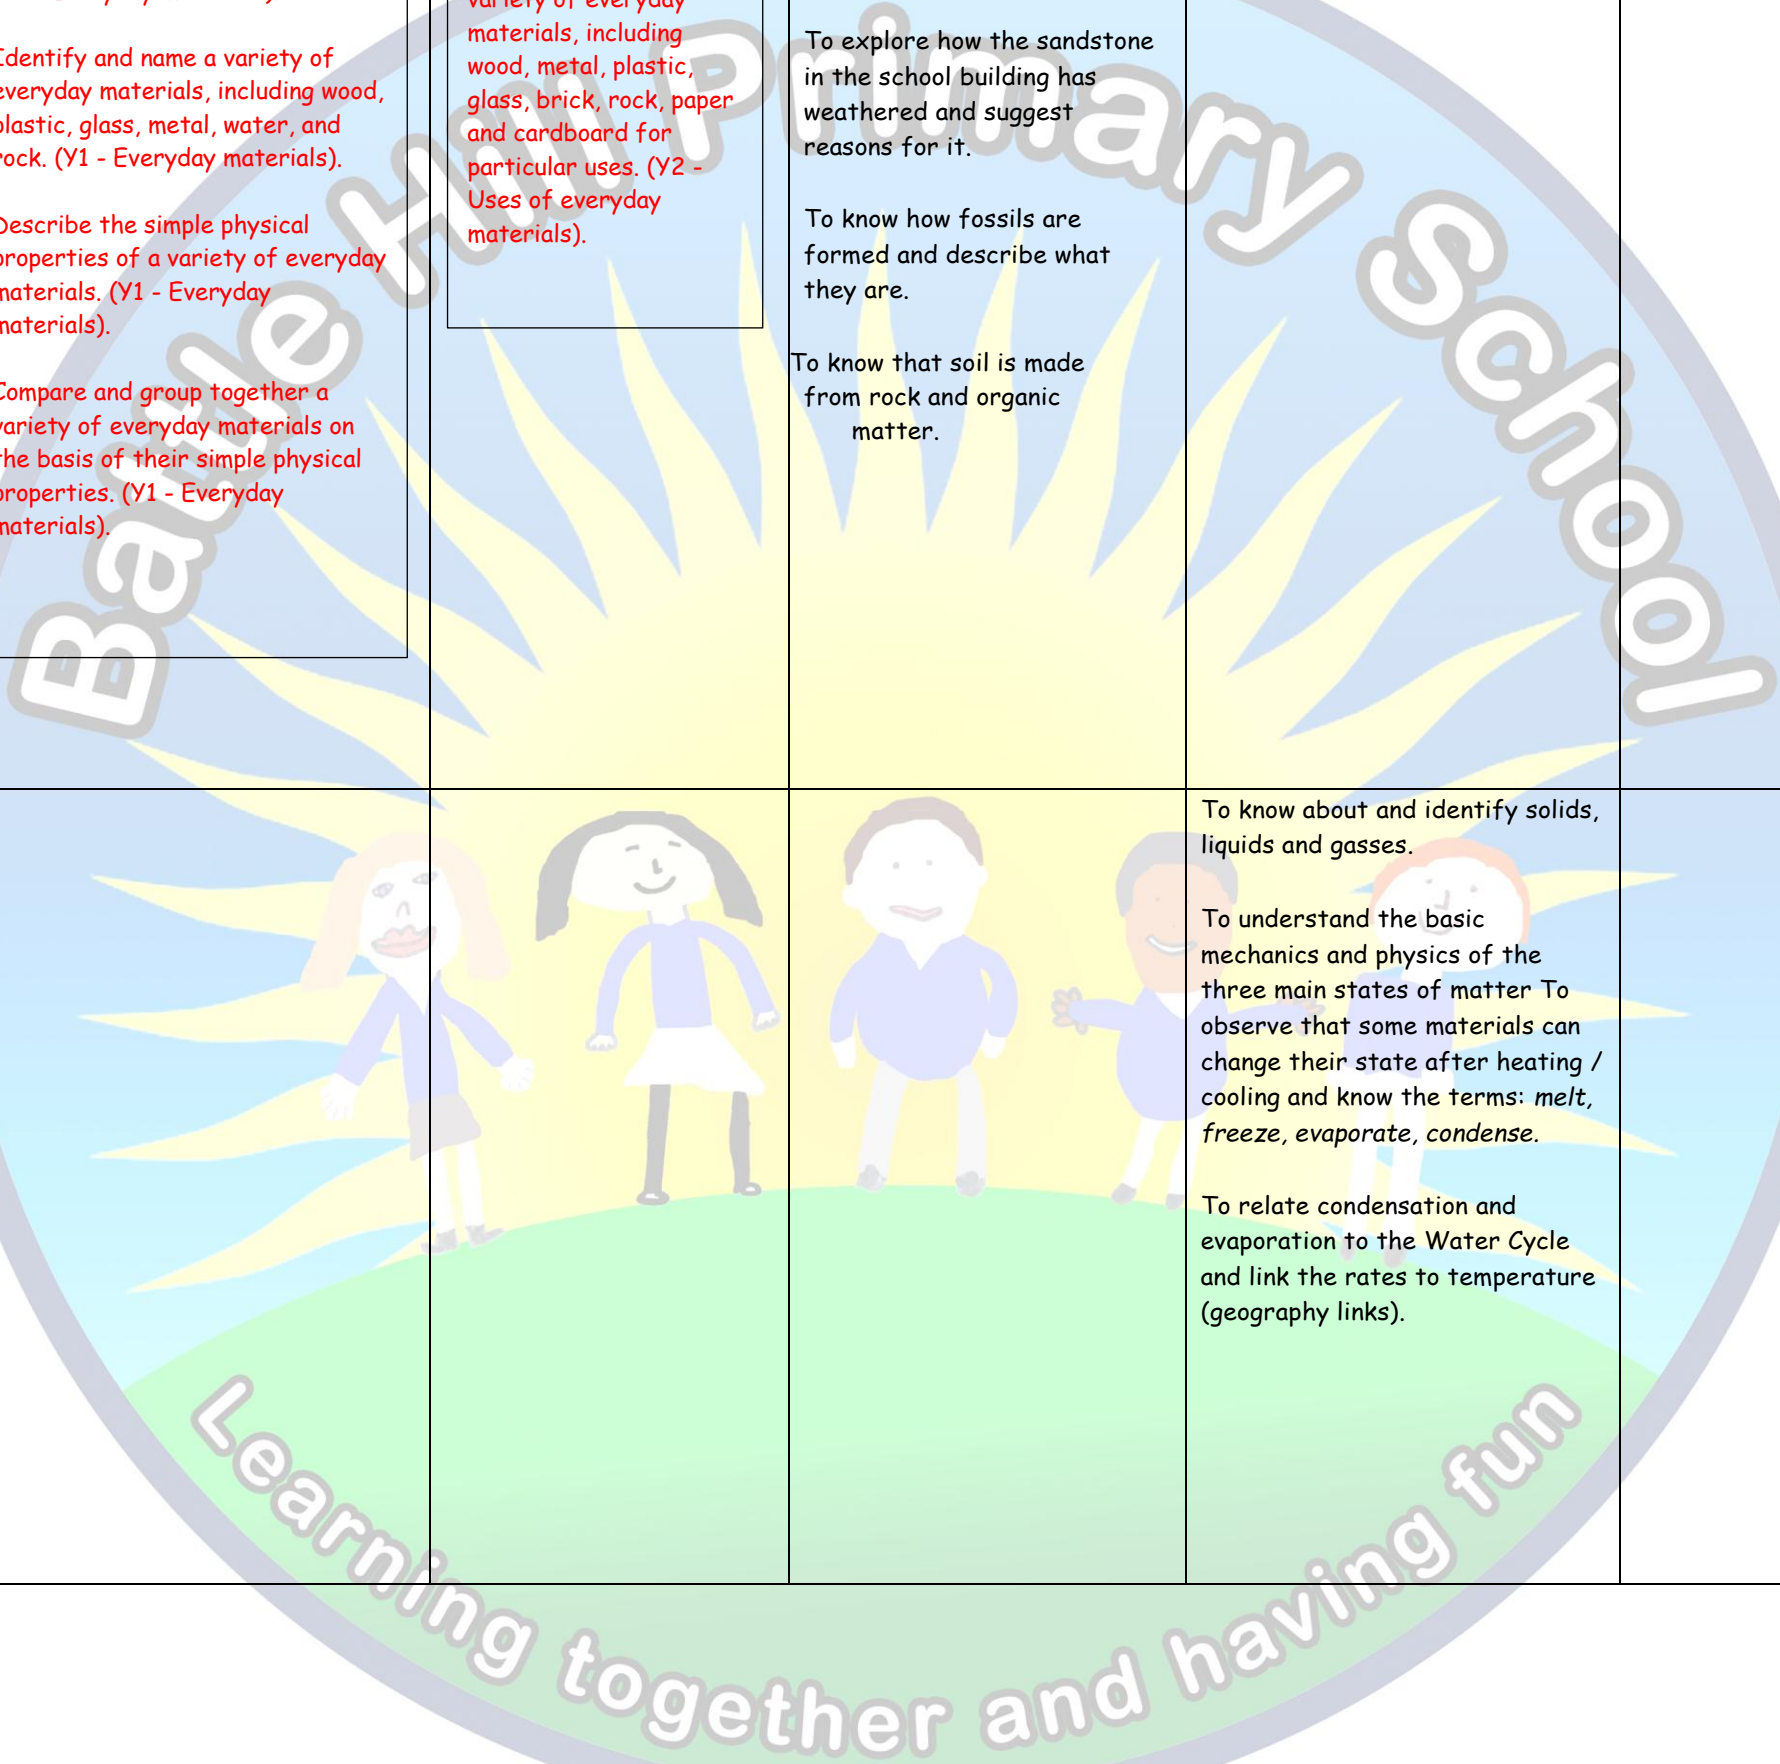 Identify and name a variety of
everyday materials, including wood,
plastic, glass, metal, water, and
rock. (Y1 - Everyday materials).
Describe the simple physical
properties of a variety of everyday
materials. (Y1 - Everyday
materials).
Compare and group together a
variety of everyday materials on
the basis of their simple physical
properties. (Y1 - Everyday
materials).
variety of everyday
materials, including
wood, metal, plastic,
glass, brick, rock, paper
and cardboard for
particular uses. (Y2 -
Uses of everyday
materials).
To explore how the sandstone
in the school building has
weathered and suggest
reasons for it.
To know how fossils are
formed and describe what
they are.
To know that soil is made
from rock and organic
matter.
To know about and identify solids,
liquids and gasses.
To understand the basic
mechanics and physics of the
three main states of matter To
observe that some materials can
change their state after heating /
cooling and know the terms: melt,
freeze, evaporate, condense.
To relate condensation and
evaporation to the Water Cycle
and link the rates to temperature
(geography links).
Battle Hill Primary School
Learning together and having fun